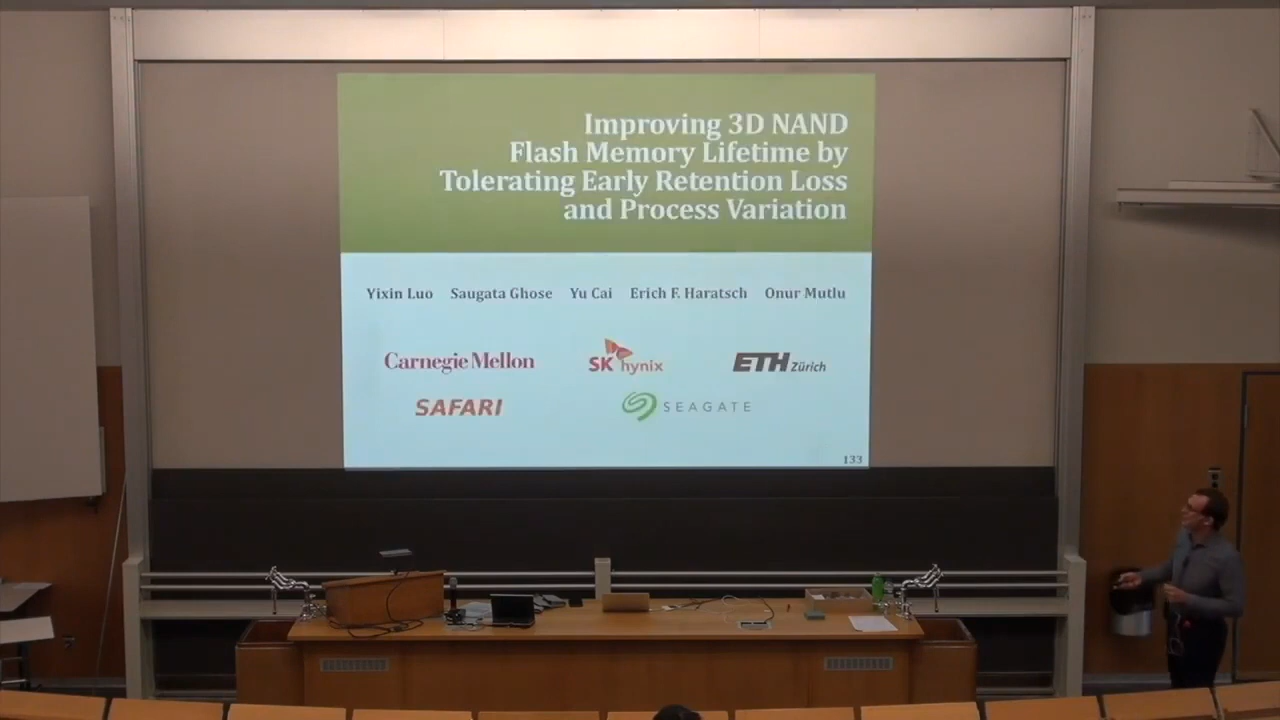 Improving 3D NAND
Flash Memory Lifetime by
Tolerating Early Retention Loss
and Process Variation
Yixin Luo Saugata Ghose Yu Cai Erich F. Haratsch Onur Mutlu
Carnegie Mellon SK hynix ETH Zürich
SAFARI SEAGATE
133